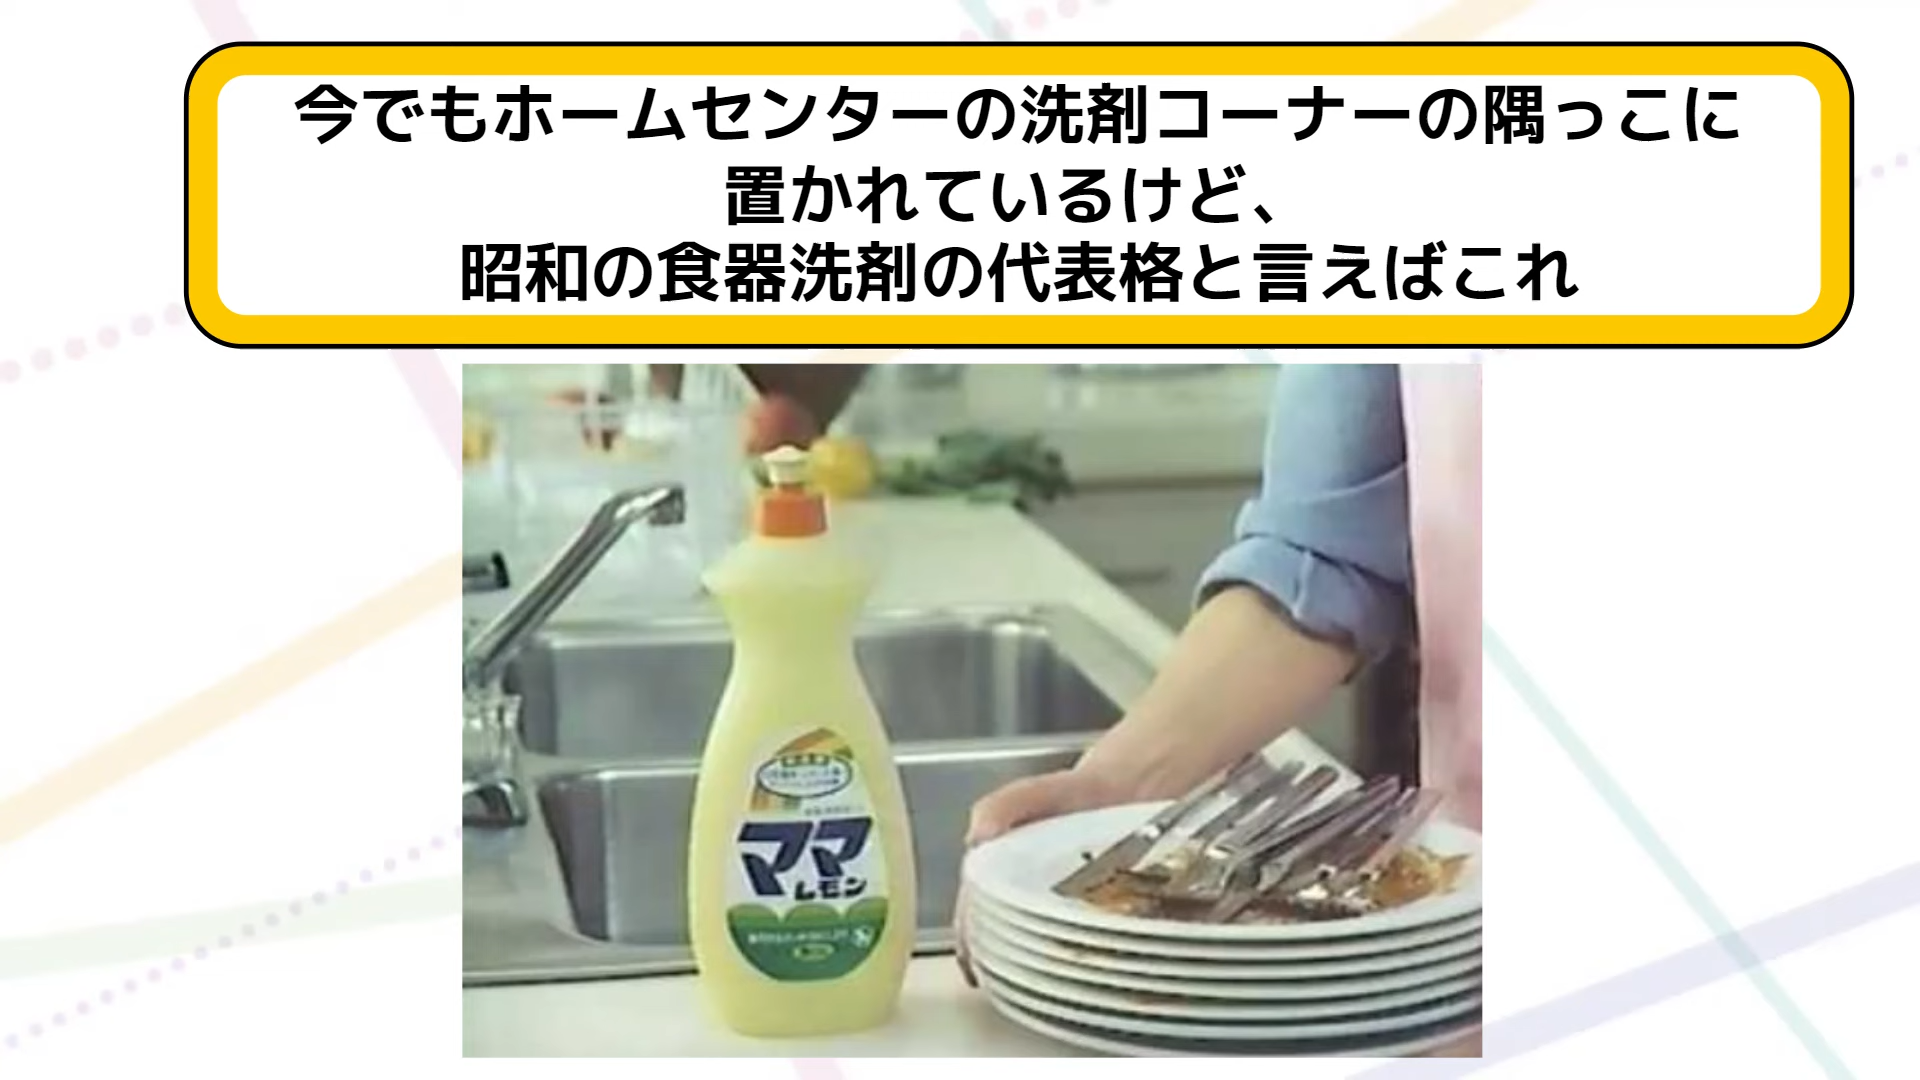 今でもホームセンターの洗剤コーナーの隅っこに
置かれているけど、
昭和の食器洗剤の代表格と言えばこれ
ママ
レモン